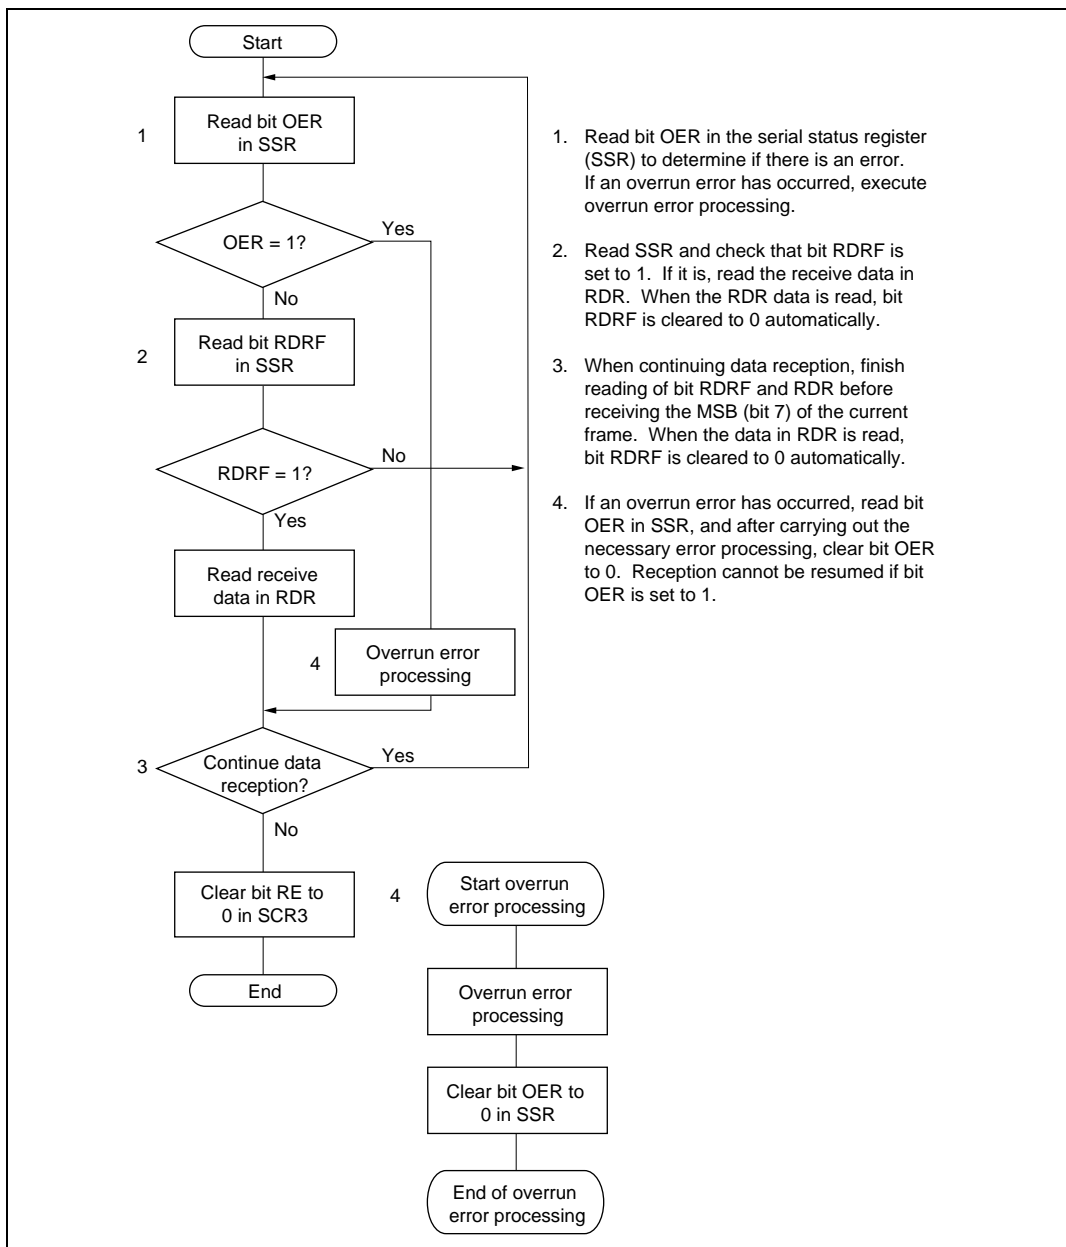 Start
1
Read bit OER
in SSR
OER = 1?
Yes
No
2
Read bit RDRF
in SSR
RDRF = 1?
No
Yes
Read receive
data in RDR
4
Overrun error
processing
3
Continue data
reception?
Yes
No
Clear bit RE to
0 in SCR3
End
4
Start overrun
error processing
Overrun error
processing
Clear bit OER to
0 in SSR
End of overrun
error processing
1. Read bit OER in the serial status register
(SSR) to determine if there is an error.
If an overrun error has occurred, execute
overrun error processing.
2. Read SSR and check that bit RDRF is
set to 1. If it is, read the receive data in
RDR. When the RDR data is read, bit
RDRF is cleared to 0 automatically.
3. When continuing data reception, finish
reading of bit RDRF and RDR before
receiving the MSB (bit 7) of the current
frame. When the data in RDR is read,
bit RDRF is cleared to 0 automatically.
4. If an overrun error has occurred, read bit
OER in SSR, and after carrying out the
necessary error processing, clear bit OER
to 0. Reception cannot be resumed if bit
OER is set to 1.